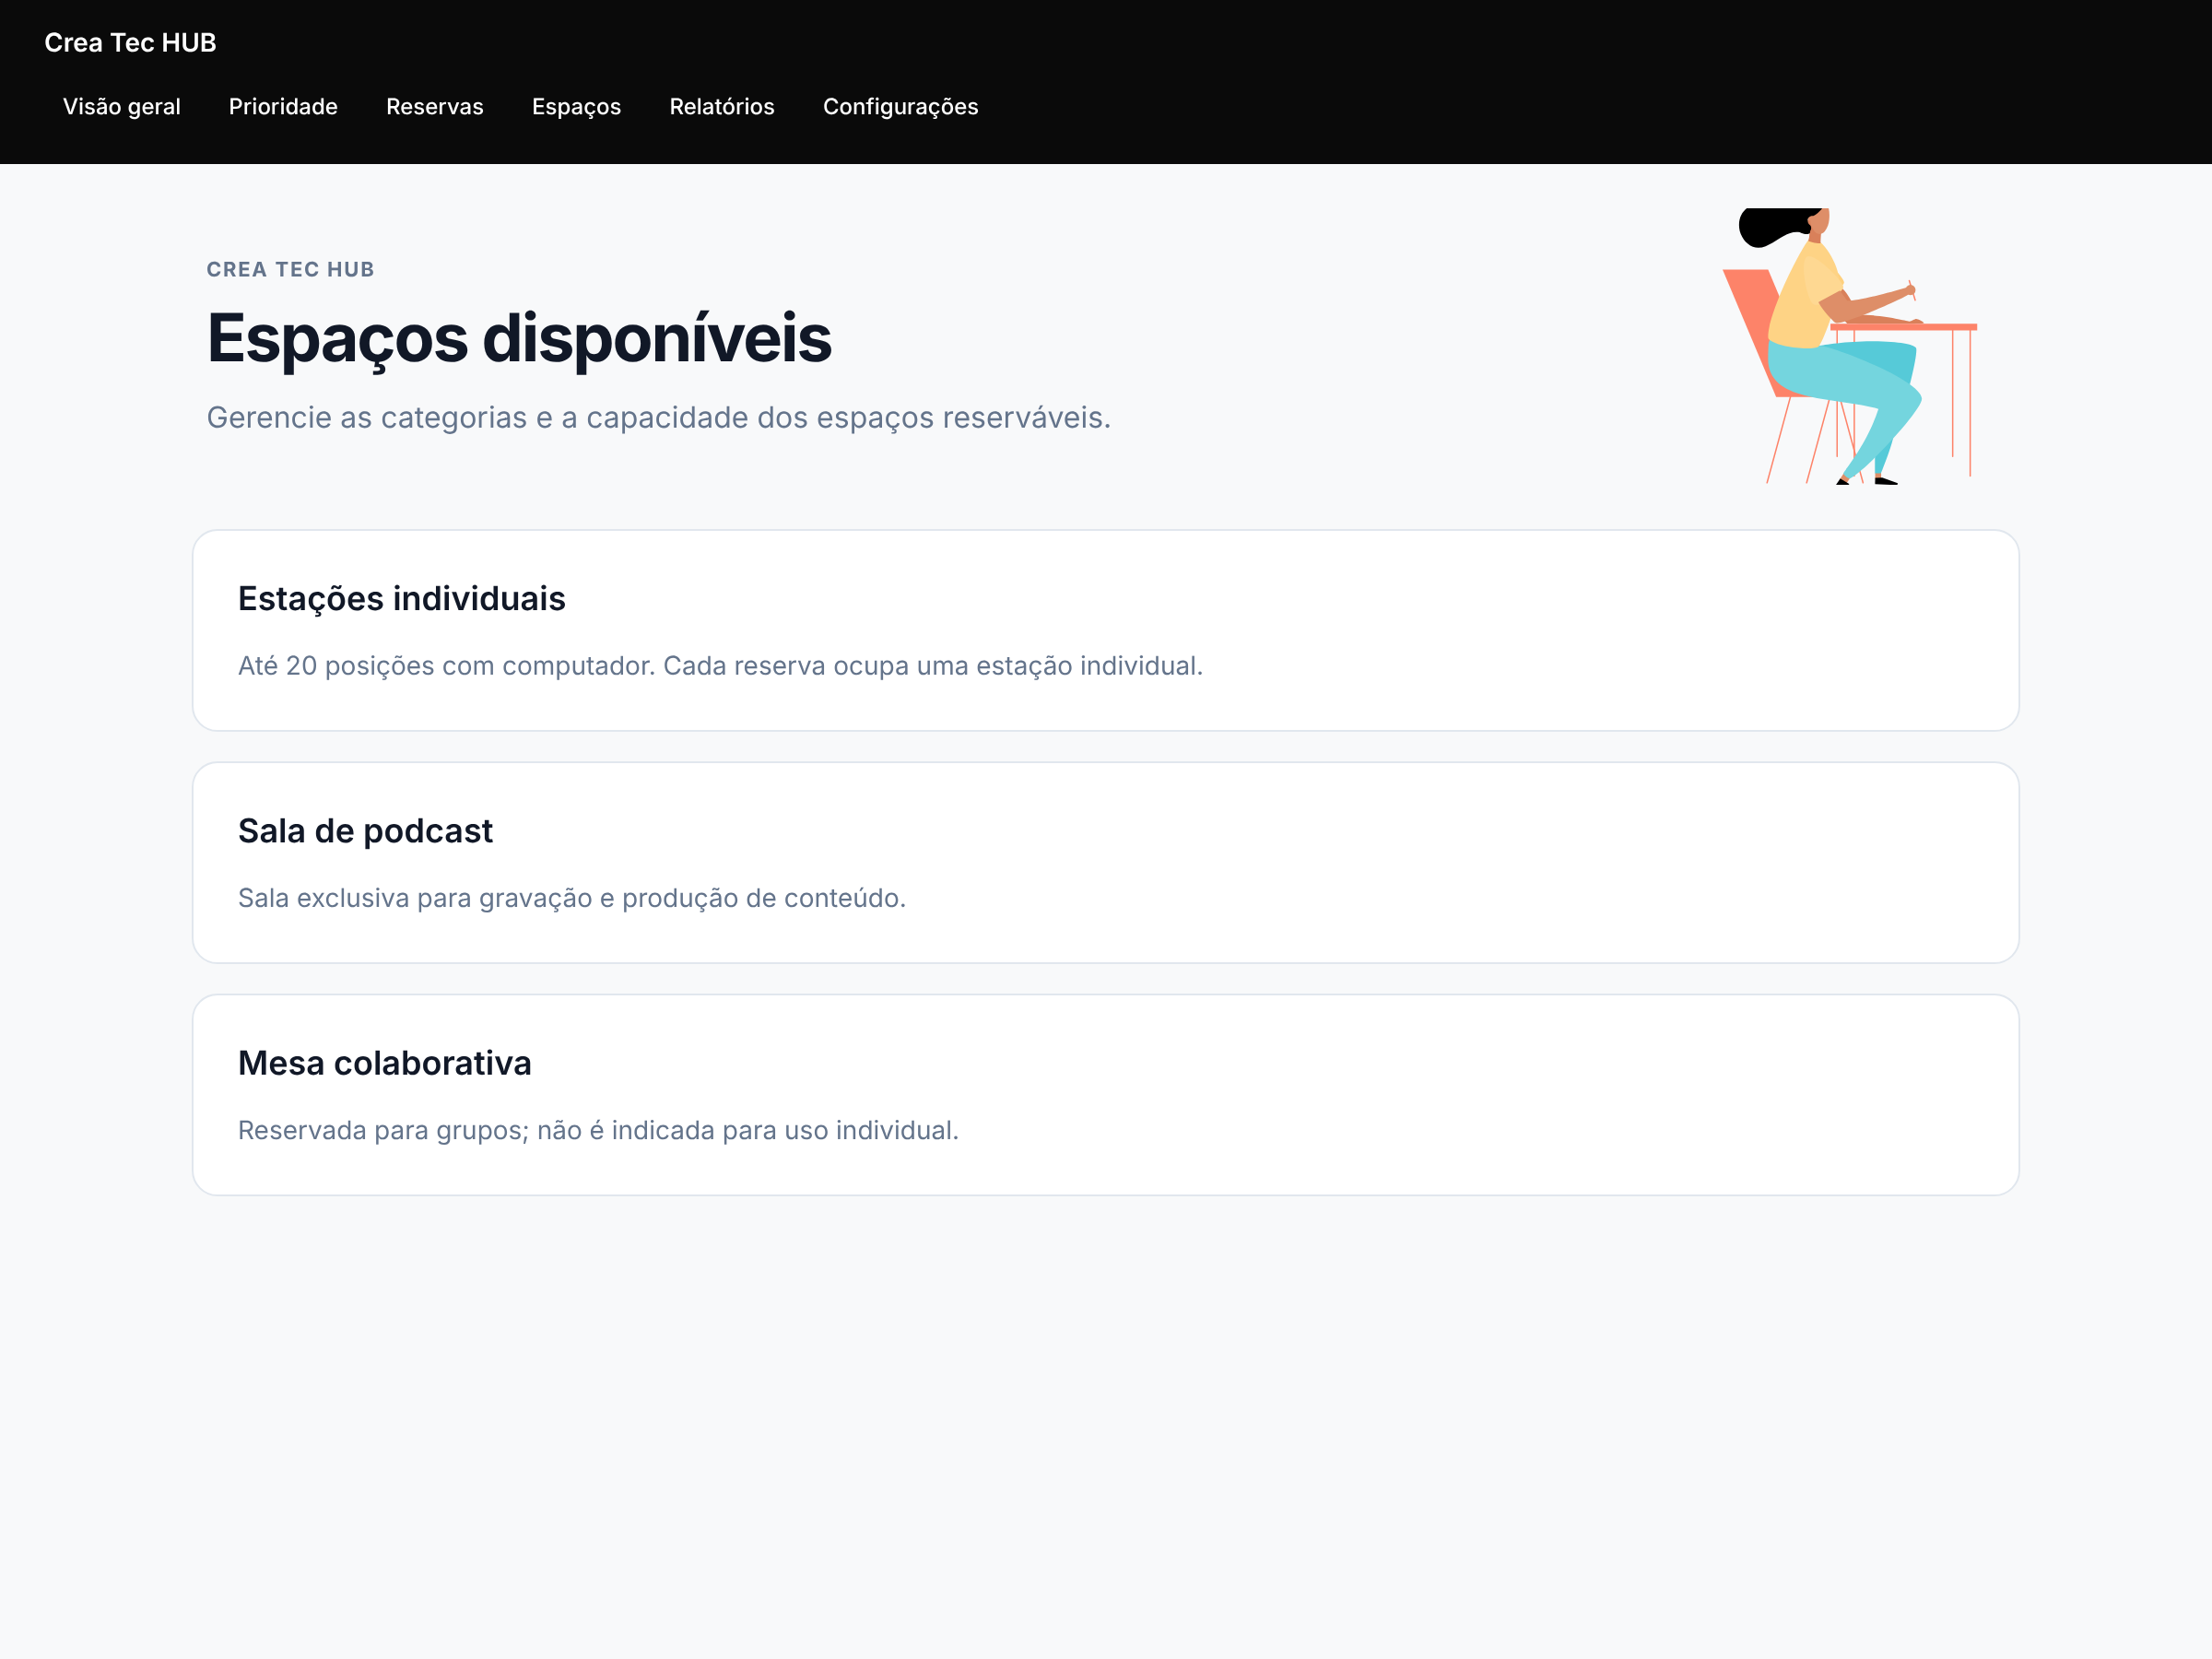 Crea Tec HUB
Visão geral Prioridade Reservas Espaços Relatórios Configurações
CREA TEC HUB
Espaços disponíveis
Gerencie as categorias e a capacidade dos espaços reserváveis.
Estações individuais
Até 20 posições com computador. Cada reserva ocupa uma estação individual.
Sala de podcast
Sala exclusiva para gravação e produção de conteúdo.
Mesa colaborativa
Reservada para grupos; não é indicada para uso individual.